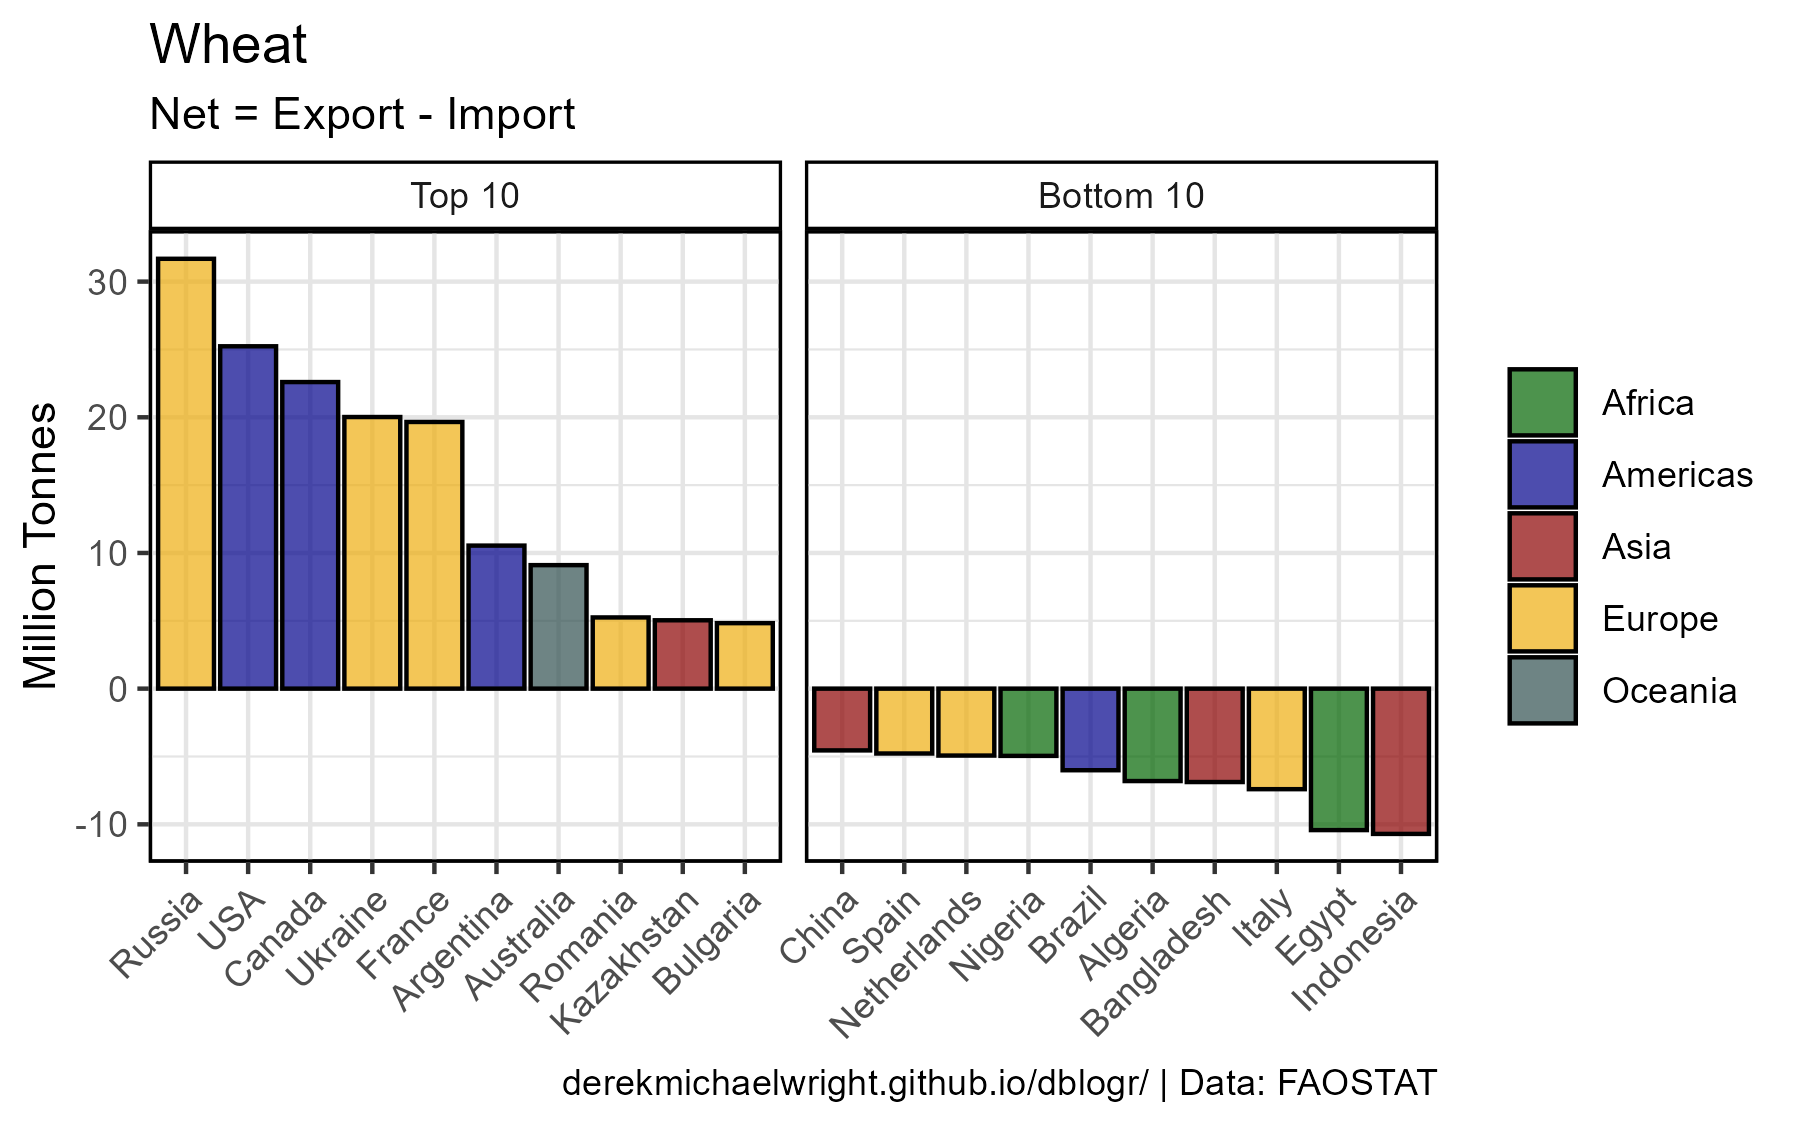 Wheat
Net = Export - Import
Top 10
Bottom 10
Million Tonnes
30
20
10
0
-10
Russia
USA
Canada
Ukraine
France
Argentina
Australia
Romania
Kazakhstan
Bulgaria
China
Spain
Netherlands
Nigeria
Brazil
Algeria
Bangladesh
Italy
Egypt
Indonesia
Africa
Americas
Asia
Europe
Oceania
derekmichaelwright.github.io/dblogr/ | Data: FAOSTAT